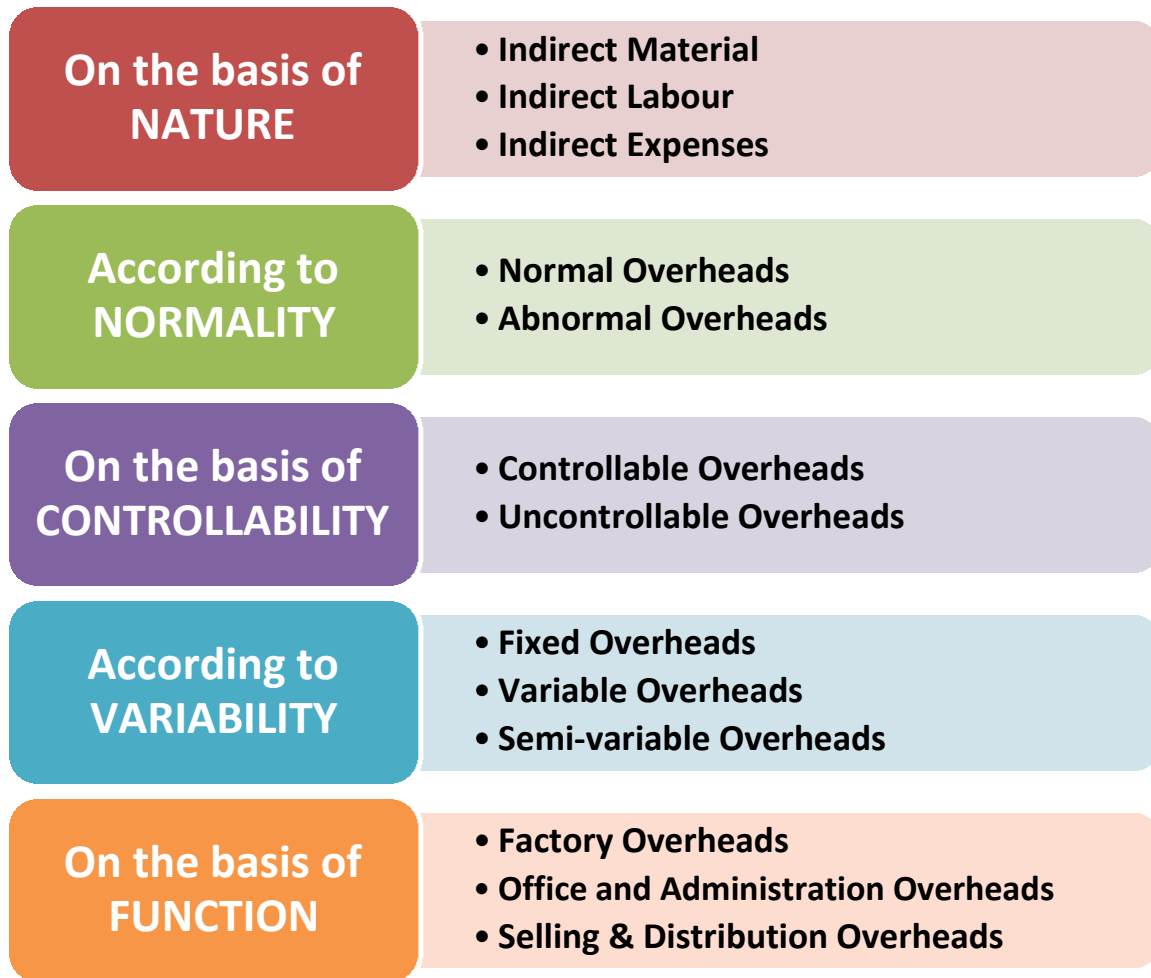 On the basis of
NATURE
• Indirect Material
• Indirect Labour
• Indirect Expenses
According to
NORMALITY
• Normal Overheads
• Abnormal Overheads
On the basis of
CONTROLLABILITY
• Controllable Overheads
• Uncontrollable Overheads
According to
VARIABILITY
• Fixed Overheads
• Variable Overheads
• Semi-variable Overheads
On the basis of
FUNCTION
• Factory Overheads
• Office and Administration Overheads
• Selling & Distribution Overheads